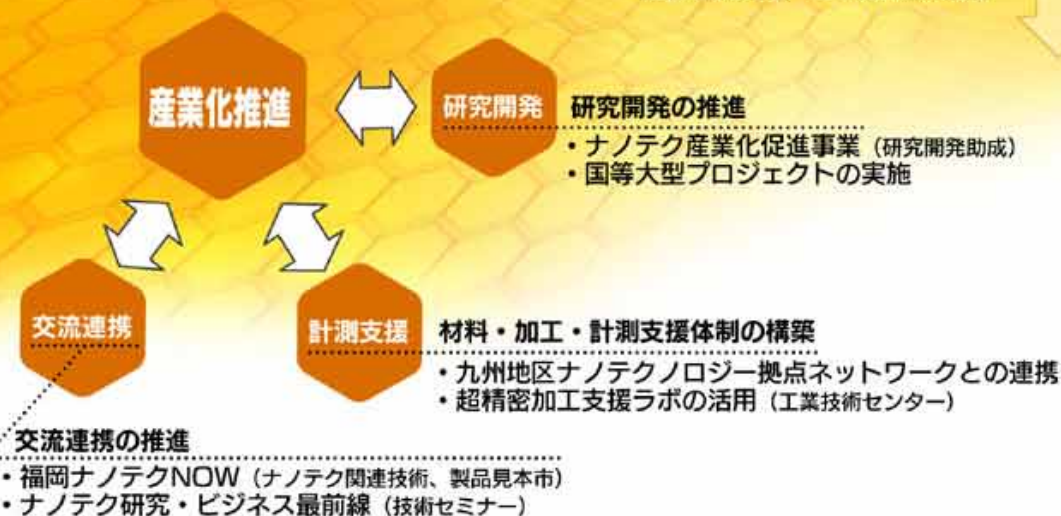 産業化推進
研究開発
研究開発の推進
・ナノテク産業化促進事業（研究開発助成）
・国等大型プロジェクトの実施
交流連携
計測支援
材料・加工・計測支援体制の構築
・九州地区ナノテクノロジー拠点ネットワークとの連携
・超精密加工支援ラボの活用（工業技術センター）
交流連携の推進
・福岡ナノテクNOW（ナノテク関連技術、製品見本市）
・ナノテク研究・ビジネス最前線（技術セミナー）